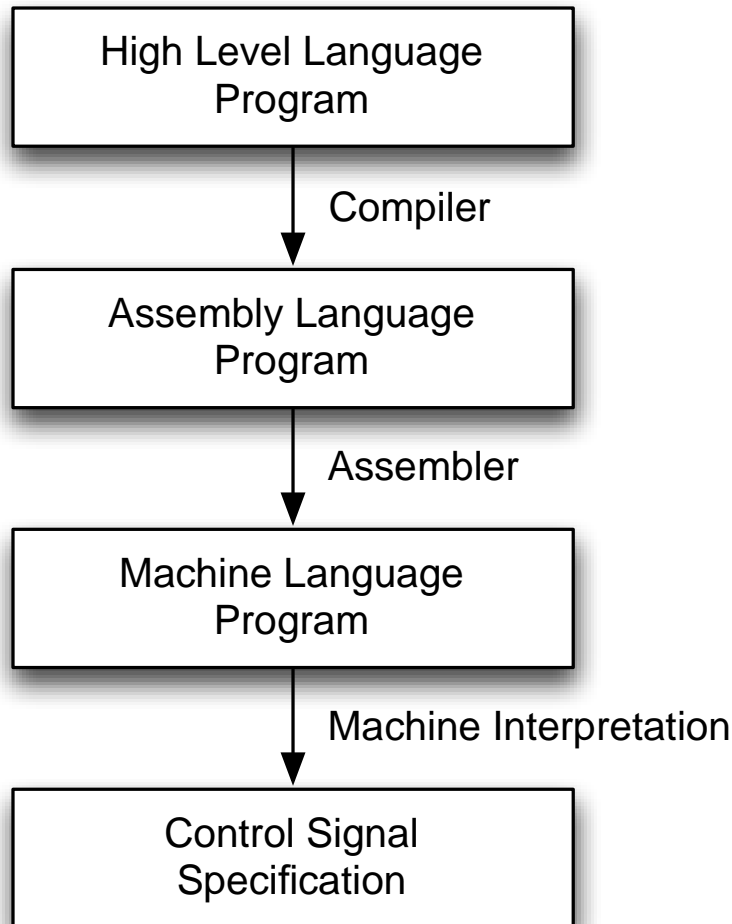 High Level Language
Program
Compiler
Assembly Language
Program
Assembler
Machine Language
Program
Machine Interpretation
Control Signal
Specification